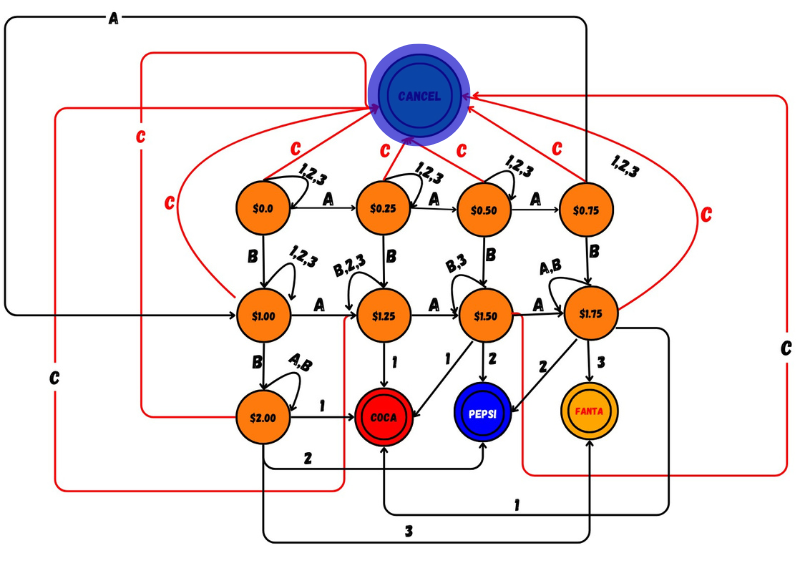 A
CANCEL
C
C
C
C
C
1,2,3
1,2,3
1,2,3
1,2,3
$0.0
A
$0.25
A
$0.50
A
$0.75
C
C
B
1,2,3
B,2,3
B
B,3
B
A,B
B
$1.00
A
$1.25
A
$1.50
A
$1.75
C
B
A,B
1
1
2
2
3
C
$2.00
1
COCA
PEPSI
FANTA
2
1
3